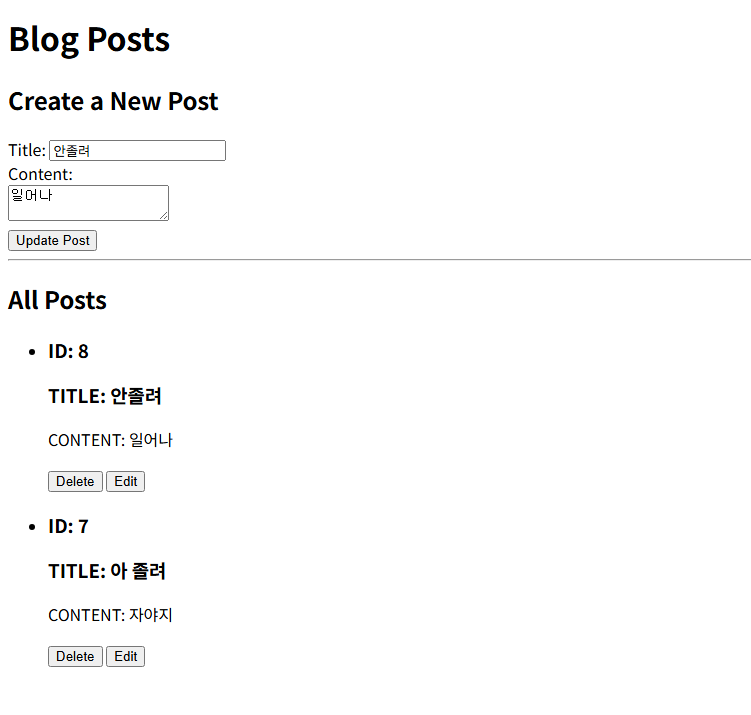 Blog Posts
Create a New Post
Title: 안졸려
Content:
일어나
Update Post
All Posts
ID: 8
TITLE: 안졸려
CONTENT: 일어나
Delete Edit
ID: 7
TITLE: 아 졸려
CONTENT: 자야지
Delete Edit